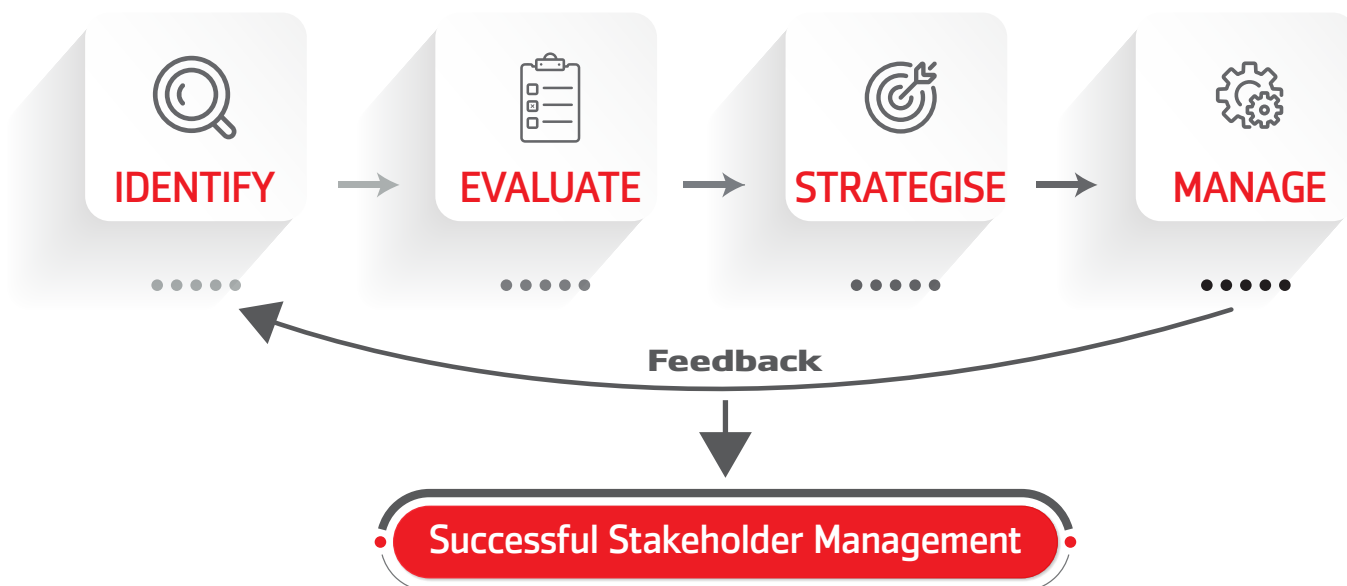 IDENTIFY
EVALUATE
STRATEGISE
MANAGE
Feedback
Successful Stakeholder Management